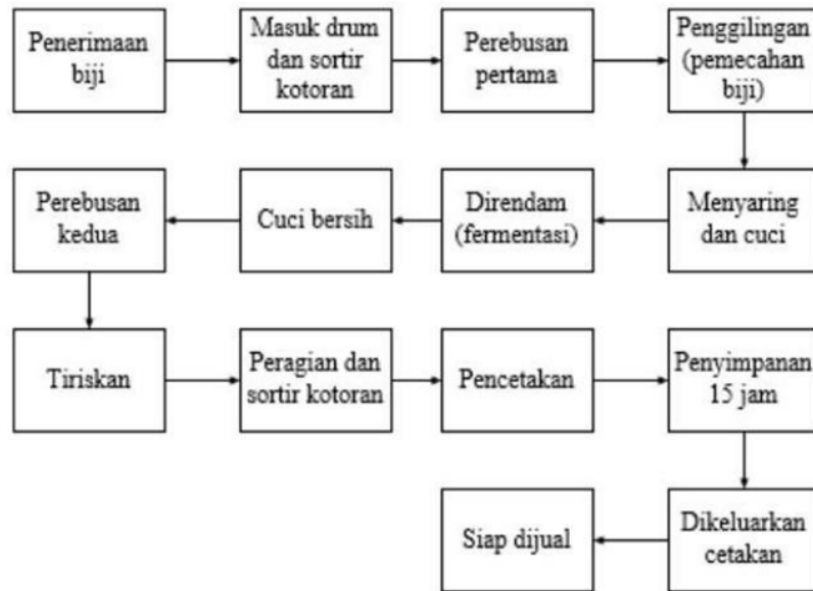 Penerimaan
biji
Masuk drum
dan sortir
kotoran
Perebusan
pertama
Penggilingan
(pemecahan
biji)
Menyaring
dan cuci
Direndam
(fermentasi)
Cuci bersih
Perebusan
kedua
Tiriskan
Peragian dan
sortir kotoran
Pencetakan
Penyimpanan
15 jam
Dikeluarkan
cetakan
Siap dijual